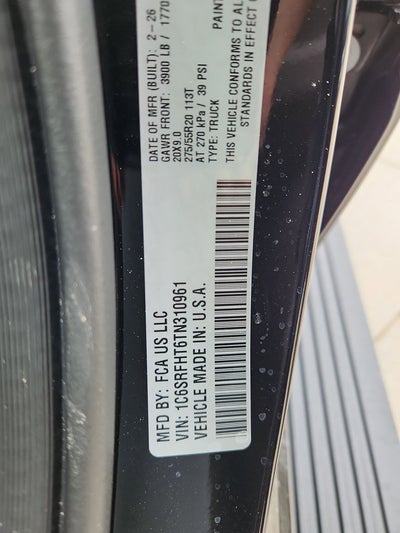 MFD BY: FCA US LLC
VIN: 1C6SRFHT6TN310961
VEHICLE MADE IN: U.S.A.
DATE OF MFR (BUILT): 2-26
GAWR FRONT: 3900 LB / 1770
20X9.0
275/55R20 113T
AT 270 kPa / 39 PSI
TYPE: TRUCK
THIS VEHICLE CONFORMS TO AL
STANDARDS IN EFFECT
PAINT